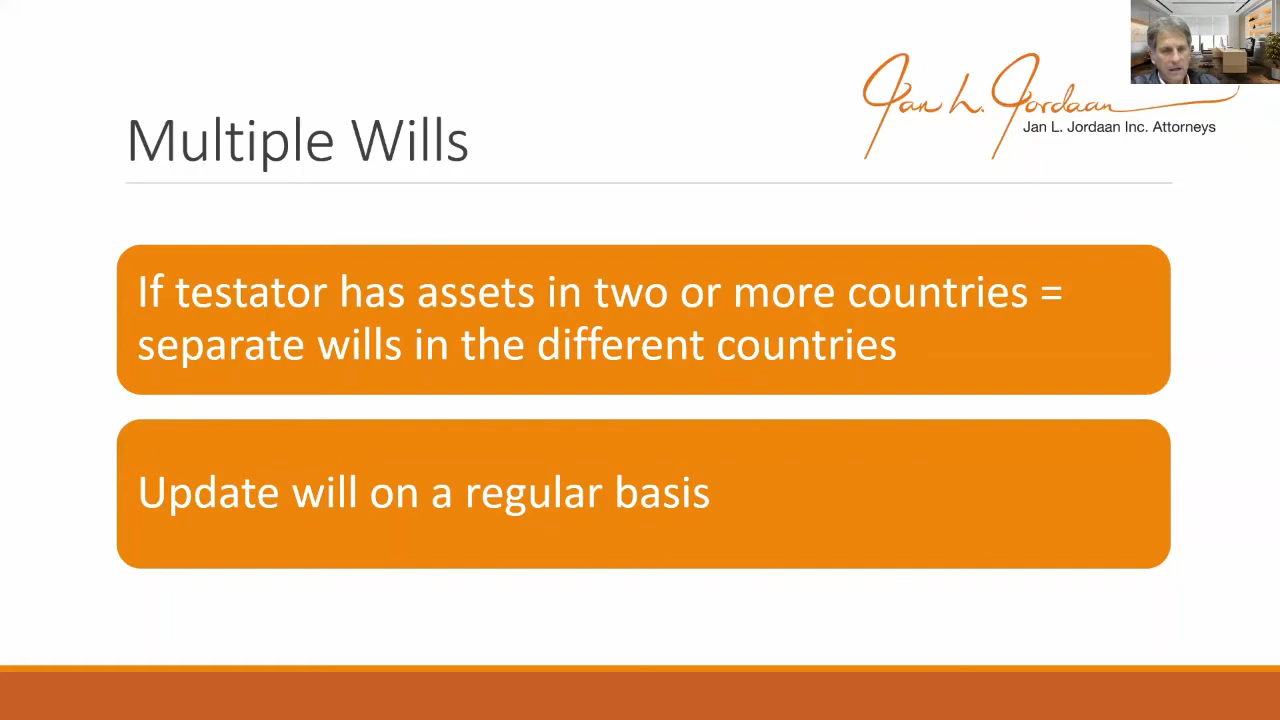 Jan L. Jordaan
Jan L. Jordaan Inc. Attorneys
Multiple Wills
If testator has assets in two or more countries =
separate wills in the different countries
Update will on a regular basis